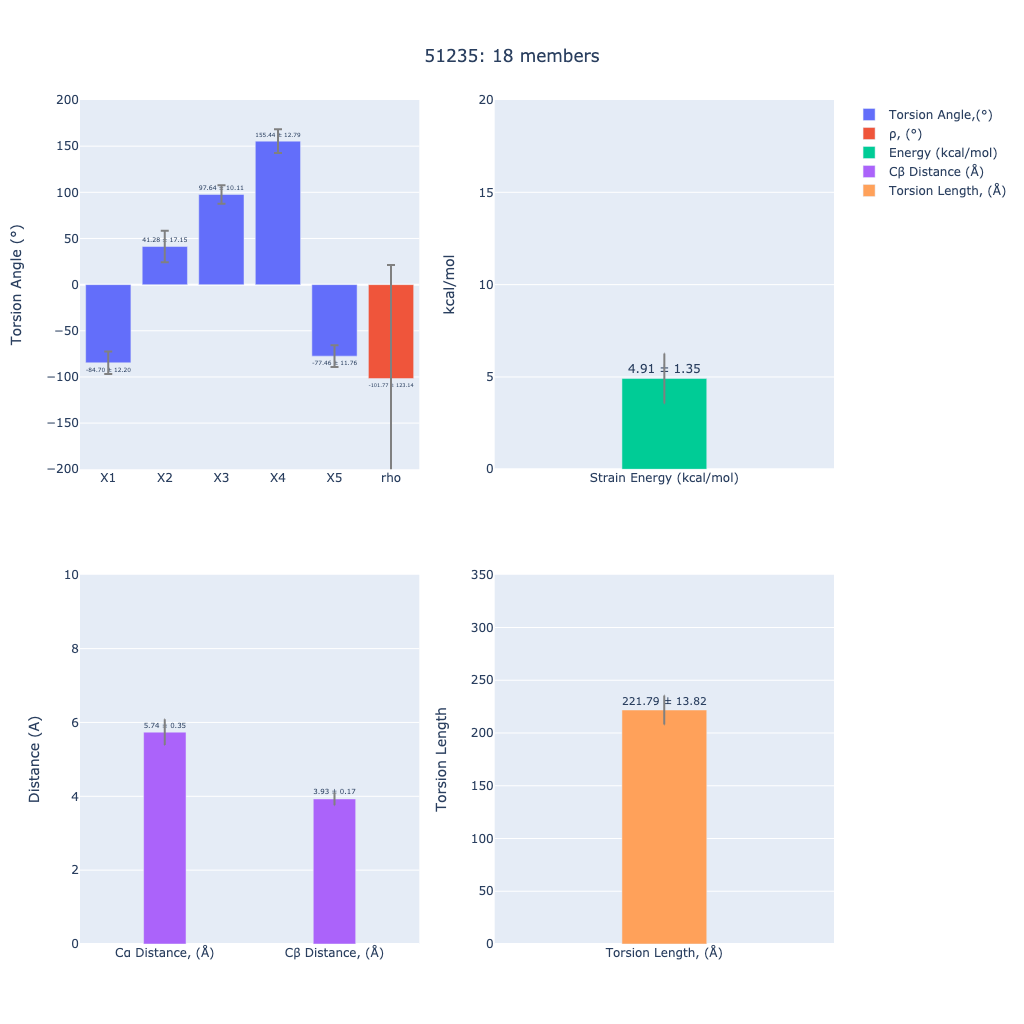 51235: 18 members
Torsion Angle (°)
200
150
100
50
0
−50
−100
−150
−200
-84.70 ± 12.20
41.28 ± 17.15
97.64 ± 10.11
155.44 ± 12.79
-77.46 ± 11.76
-101.77 ± 123.14
X1 X2 X3 X4 X5 rho
kcal/mol
20
15
10
5
0
4.91 ± 1.35
Strain Energy (kcal/mol)
Torsion Angle,(°)
ρ, (°)
Energy (kcal/mol)
Cβ Distance (Å)
Torsion Length, (Å)
Distance (A)
10
8
6
4
2
0
5.74 ± 0.35
3.93 ± 0.17
Cα Distance, (Å) Cβ Distance, (Å)
Torsion Length
350
300
250
200
150
100
50
0
221.79 ± 13.82
Torsion Length, (Å)